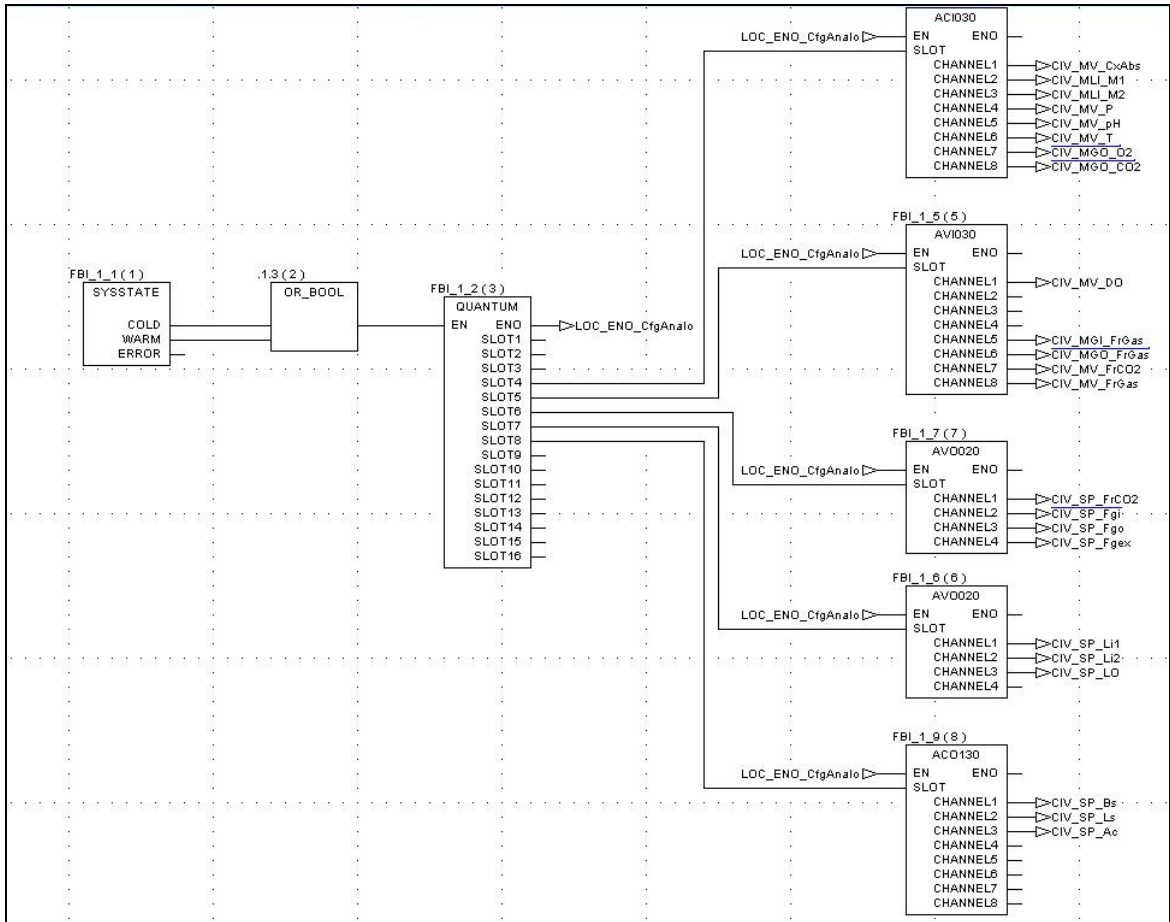 FBI_1_1(1)
SYSSTATE
COLD
WARM
ERROR
.1.3(2)
OR_BOOL
FBI_1_2(3)
QUANTUM
EN ENO LOC_ENO_CfgAnalo
SLOT1
SLOT2
SLOT3
SLOT4
SLOT5
SLOT6
SLOT7
SLOT8
SLOT9
SLOT10
SLOT11
SLOT12
SLOT13
SLOT14
SLOT15
SLOT16
ACI030
LOC_ENO_CfgAnalo EN ENO
SLOT
CHANNEL1 CIV_MV_CxAbs
CHANNEL2 CIV_MLI_M1
CHANNEL3 CIV_MLI_M2
CHANNEL4 CIV_MV_P
CHANNEL5 CIV_MV_pH
CHANNEL6 CIV_MV_T
CHANNEL7 CIV_MGO_O2
CHANNEL8 CIV_MGO_CO2
FBI_1_5(5)
AVI030
LOC_ENO_CfgAnalo EN ENO
SLOT
CHANNEL1 CIV_MV_DO
CHANNEL2
CHANNEL3
CHANNEL4
CHANNEL5 CIV_MGI_FrGas
CHANNEL6 CIV_MGO_FrGas
CHANNEL7 CIV_MV_FrCO2
CHANNEL8 CIV_MV_FrGas
FBI_1_7(7)
AVO020
LOC_ENO_CfgAnalo EN ENO
SLOT
CHANNEL1 CIV_SP_FrCO2
CHANNEL2 CIV_SP_Fgi
CHANNEL3 CIV_SP_Fgo
CHANNEL4 CIV_SP_Fgex
FBI_1_6(6)
AVO020
LOC_ENO_CfgAnalo EN ENO
SLOT
CHANNEL1 CIV_SP_Li1
CHANNEL2 CIV_SP_Li2
CHANNEL3 CIV_SP_LO
CHANNEL4
FBI_1_9(8)
ACO130
LOC_ENO_CfgAnalo EN ENO
SLOT
CHANNEL1 CIV_SP_Bs
CHANNEL2 CIV_SP_Ls
CHANNEL3 CIV_SP_Ac
CHANNEL4
CHANNEL5
CHANNEL6
CHANNEL7
CHANNEL8